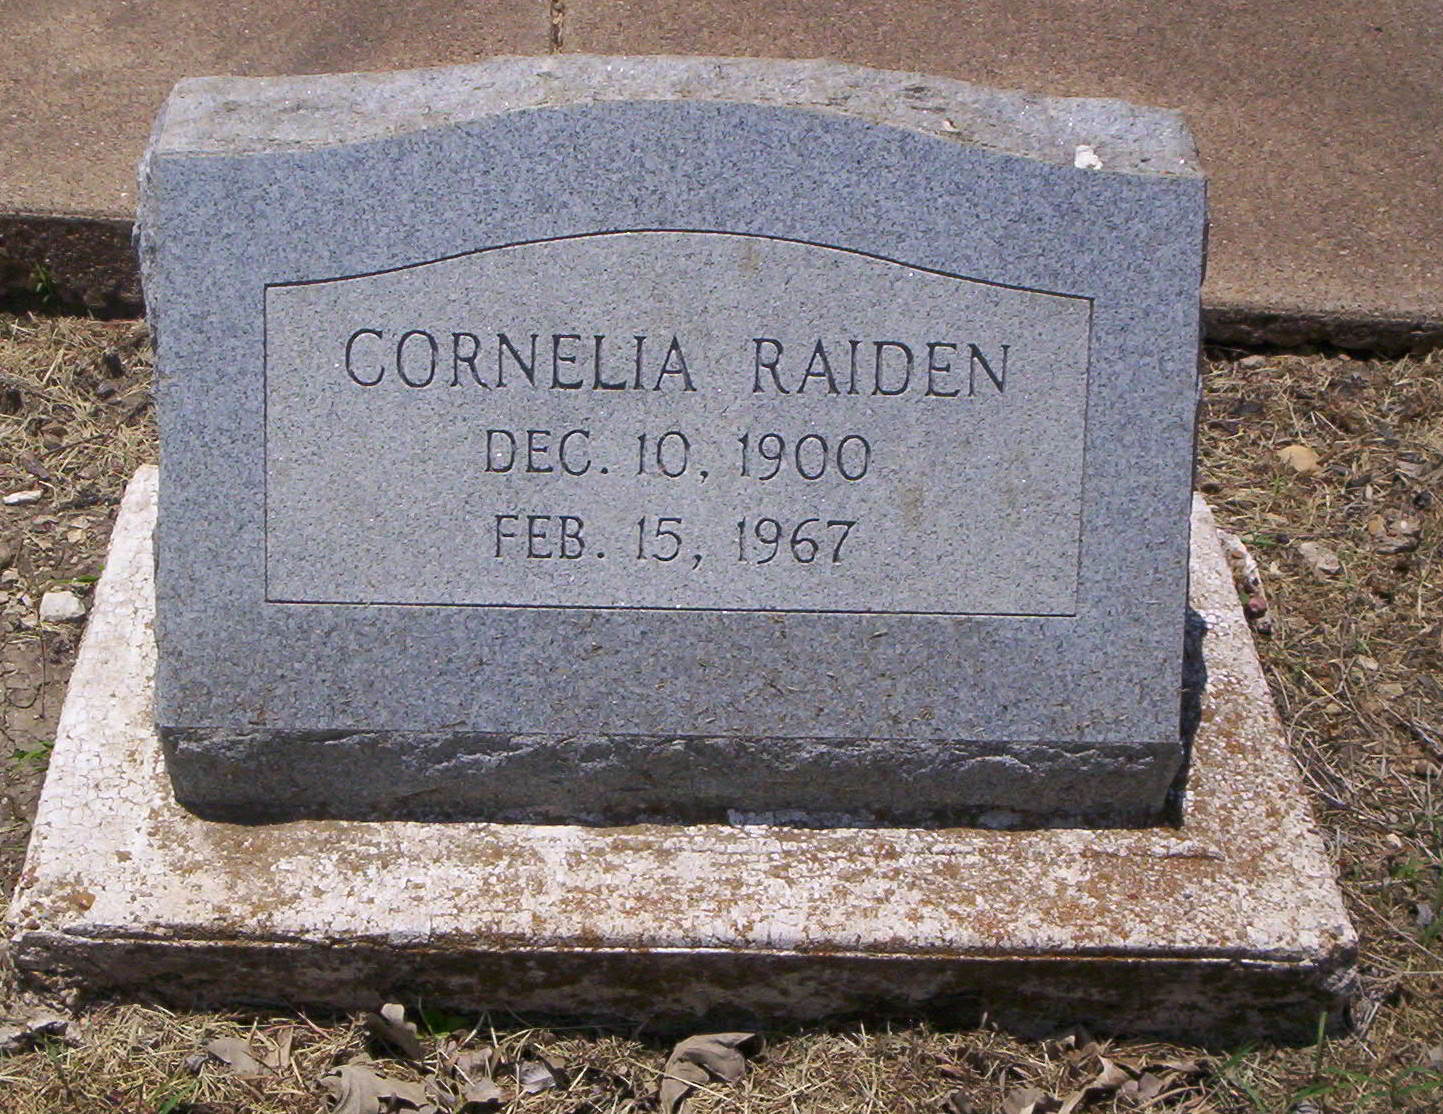 CORNELIA RAIDEN
DEC. 10, 1900
FEB. 15, 1967